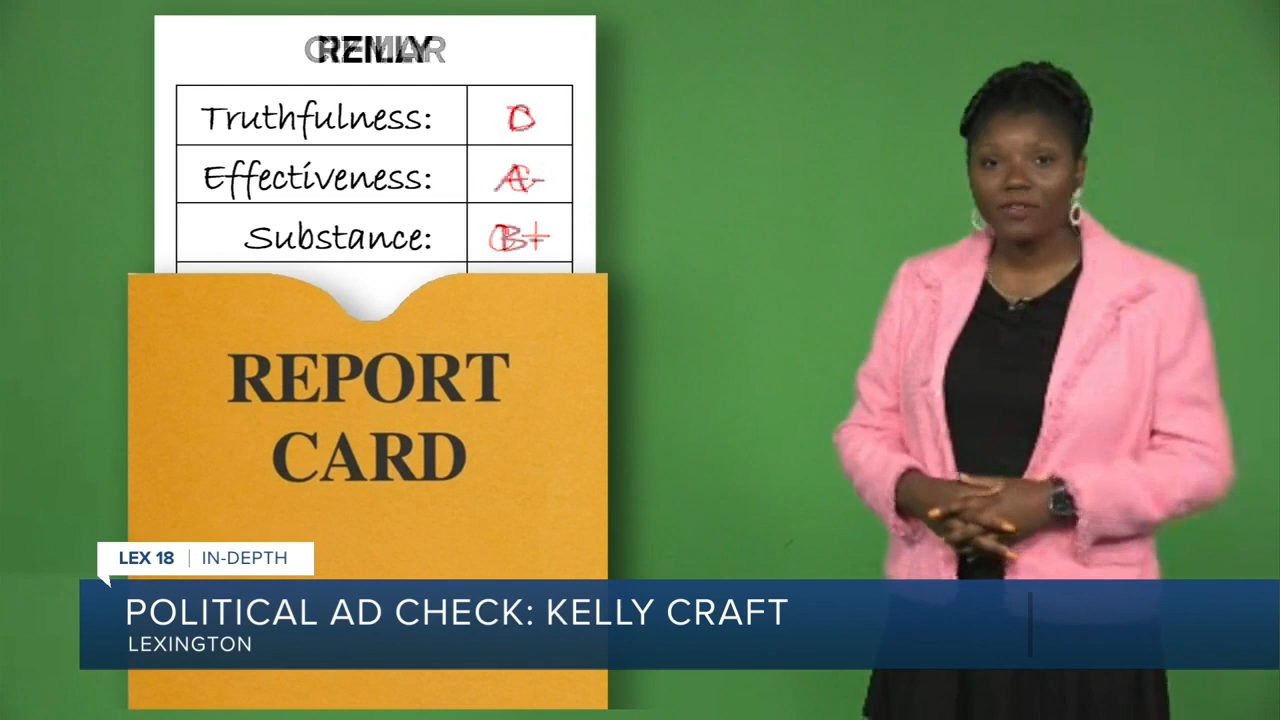 Truthfulness:
Effectiveness:
Substance:
REPORT
CARD
LEX 18 | IN-DEPTH
POLITICAL AD CHECK: KELLY CRAFT
LEXINGTON